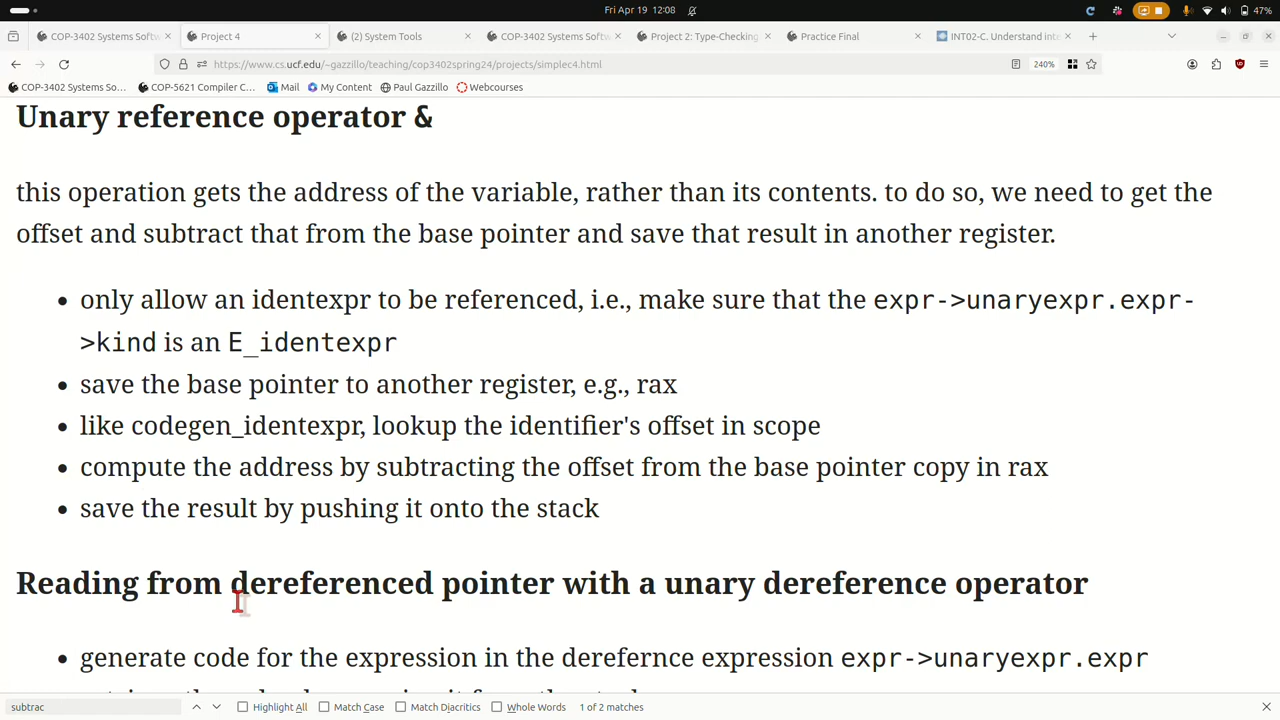 Fri Apr 19 12:08
47%
COP-3402 Systems Softw
Project 4
(2) System Tools
COP-3402 Systems Softw
Project 2: Type-Checking
Practice Final
INT02-C. Understand inte
https://www.cs.ucf.edu/~gazzillo/teaching/cop3402spring24/projects/simplec4.html
240%
COP-3402 Systems So...
COP-5621 Compiler C...
Mail
My Content
Paul Gazzillo
Webcourses
Unary reference operator &
this operation gets the address of the variable, rather than its contents. to do so, we need to get the
offset and subtract that from the base pointer and save that result in another register.
• only allow an identexpr to be referenced, i.e., make sure that the expr->unaryexpr.expr-
>kind is an E_identexpr
• save the base pointer to another register, e.g., rax
• like codegen_identexpr, lookup the identifier's offset in scope
• compute the address by subtracting the offset from the base pointer copy in rax
• save the result by pushing it onto the stack
Reading from dereferenced pointer with a unary dereference operator
• generate code for the expression in the derefernce expression expr->unaryexpr.expr
subtrac
Highlight All
Match Case
Match Diacritics
Whole Words
1 of 2 matches